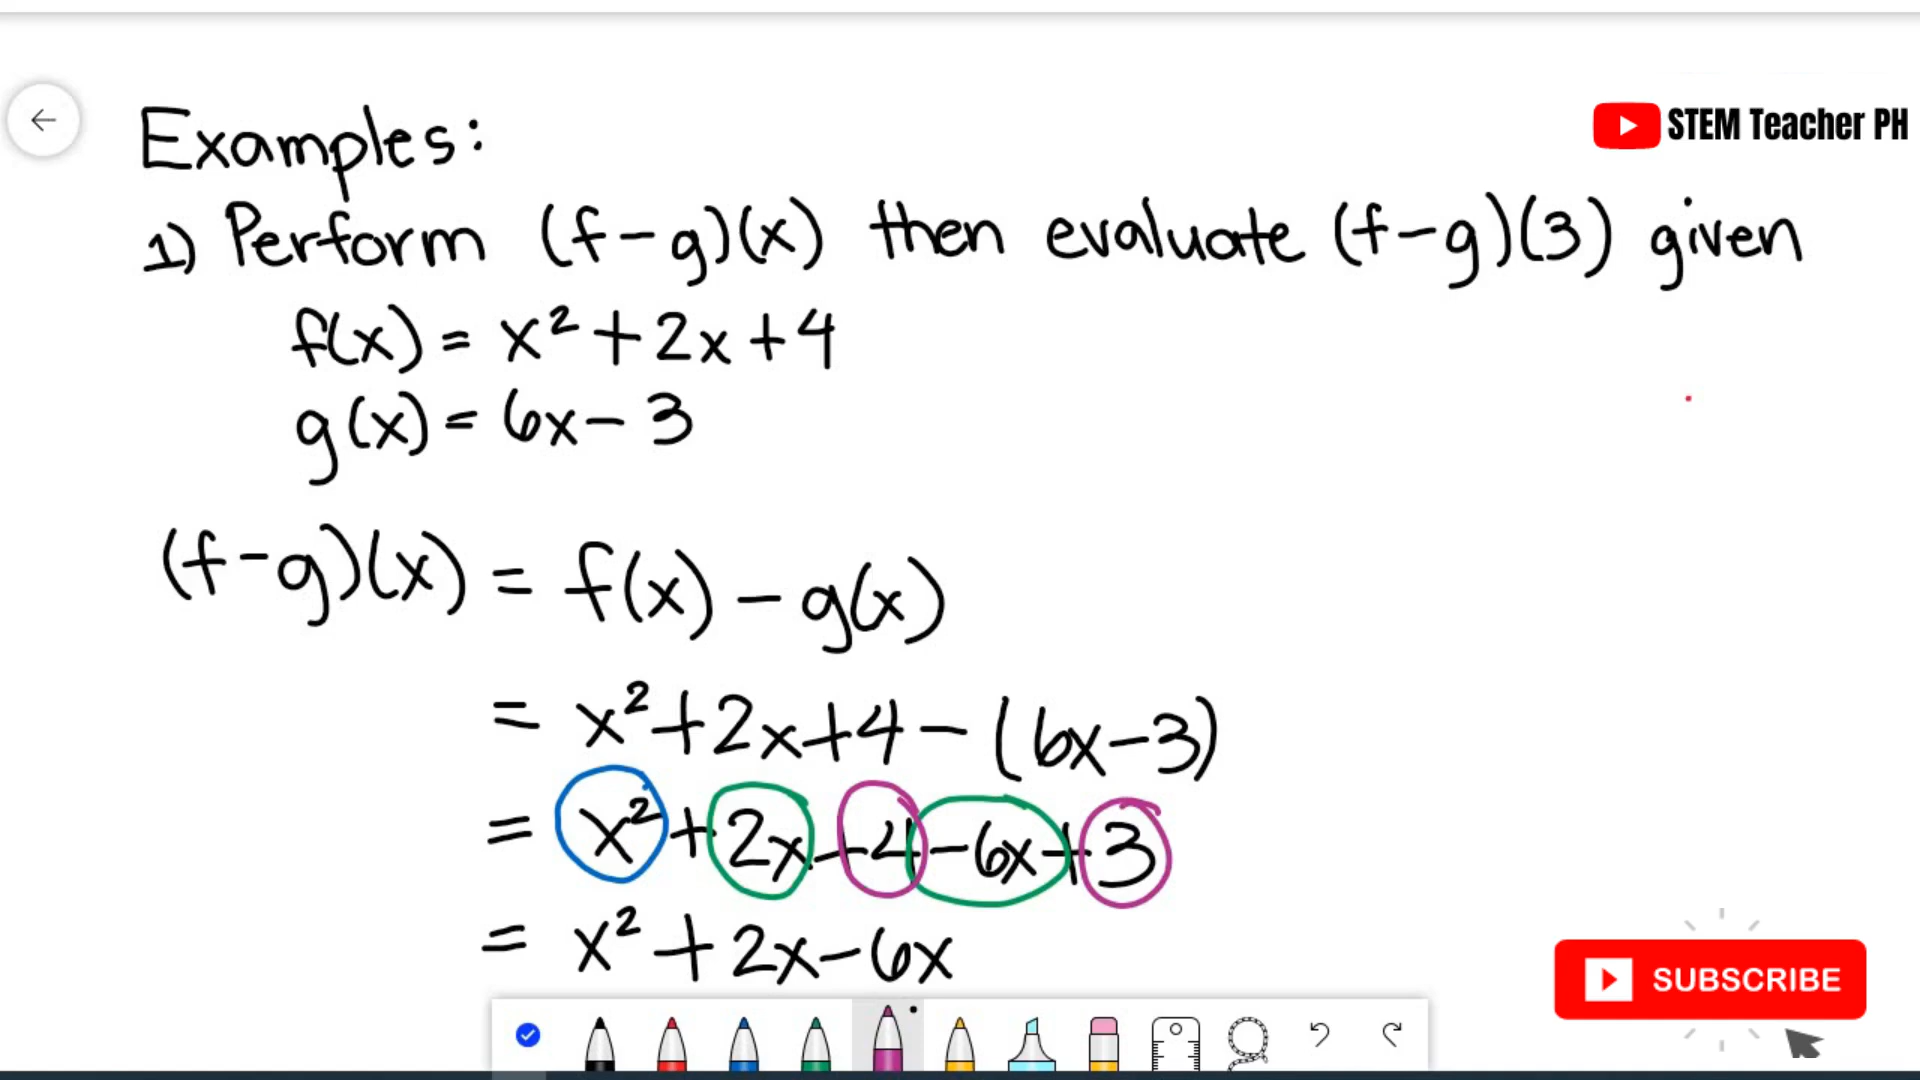 STEM Teacher PH
Examples:
1) Perform (f-g)(x) then evaluate (f-g)(3) given
f(x) = x² + 2x + 4
g(x) = 6x - 3
(f-g)(x) = f(x) - g(x)
= x² + 2x + 4 - (6x - 3)
= x² + 2x + 4 - 6x + 3
= x² + 2x - 6x
SUBSCRIBE